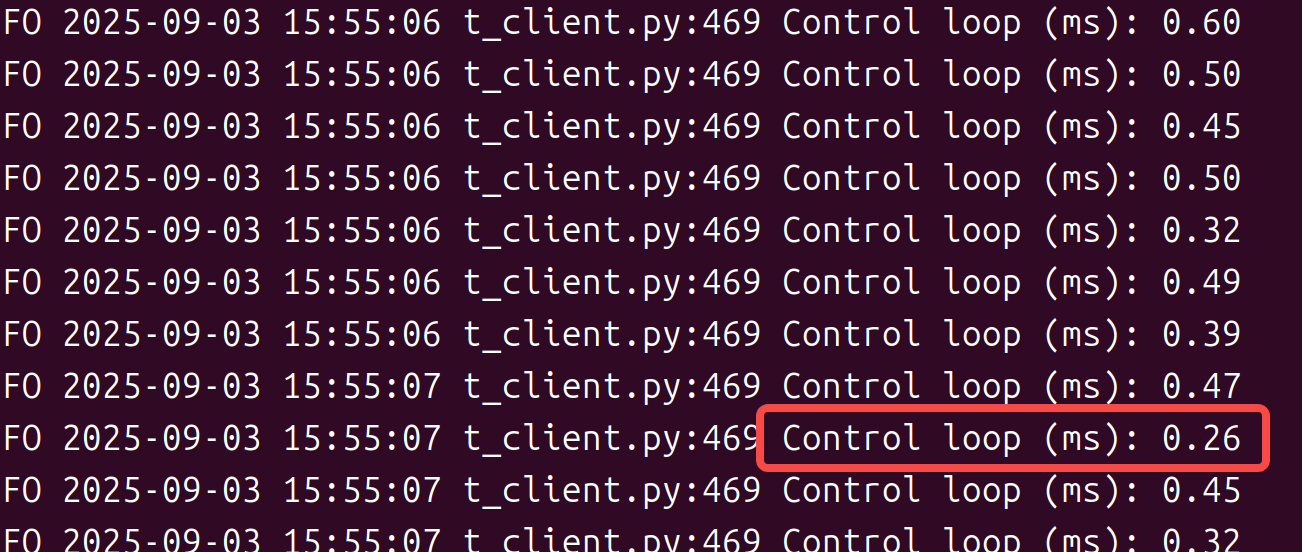 FO 2025-09-03 15:55:06 t_client.py:469 Control loop (ms): 0.60
FO 2025-09-03 15:55:06 t_client.py:469 Control loop (ms): 0.50
FO 2025-09-03 15:55:06 t_client.py:469 Control loop (ms): 0.45
FO 2025-09-03 15:55:06 t_client.py:469 Control loop (ms): 0.50
FO 2025-09-03 15:55:06 t_client.py:469 Control loop (ms): 0.32
FO 2025-09-03 15:55:06 t_client.py:469 Control loop (ms): 0.49
FO 2025-09-03 15:55:06 t_client.py:469 Control loop (ms): 0.39
FO 2025-09-03 15:55:07 t_client.py:469 Control loop (ms): 0.47
FO 2025-09-03 15:55:07 t_client.py:469 Control loop (ms): 0.26
FO 2025-09-03 15:55:07 t_client.py:469 Control loop (ms): 0.45
FO 2025-09-03 15:55:07 t_client.py:469 Control loop (ms): 0.32